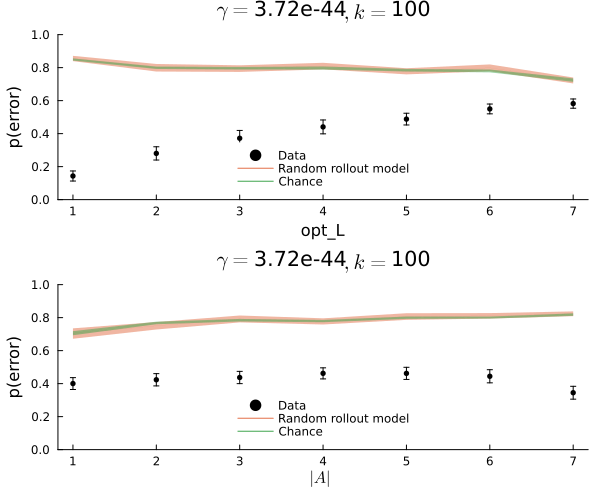 γ = 3.72e-44, k = 100
1.0
0.8
0.6
0.4
0.2
0.0
p(error)
Data
Random rollout model
Chance
1 2 3 4 5 6 7
opt_L
γ = 3.72e-44, k = 100
1.0
0.8
0.6
0.4
0.2
0.0
p(error)
Data
Random rollout model
Chance
1 2 3 4 5 6 7
|A|